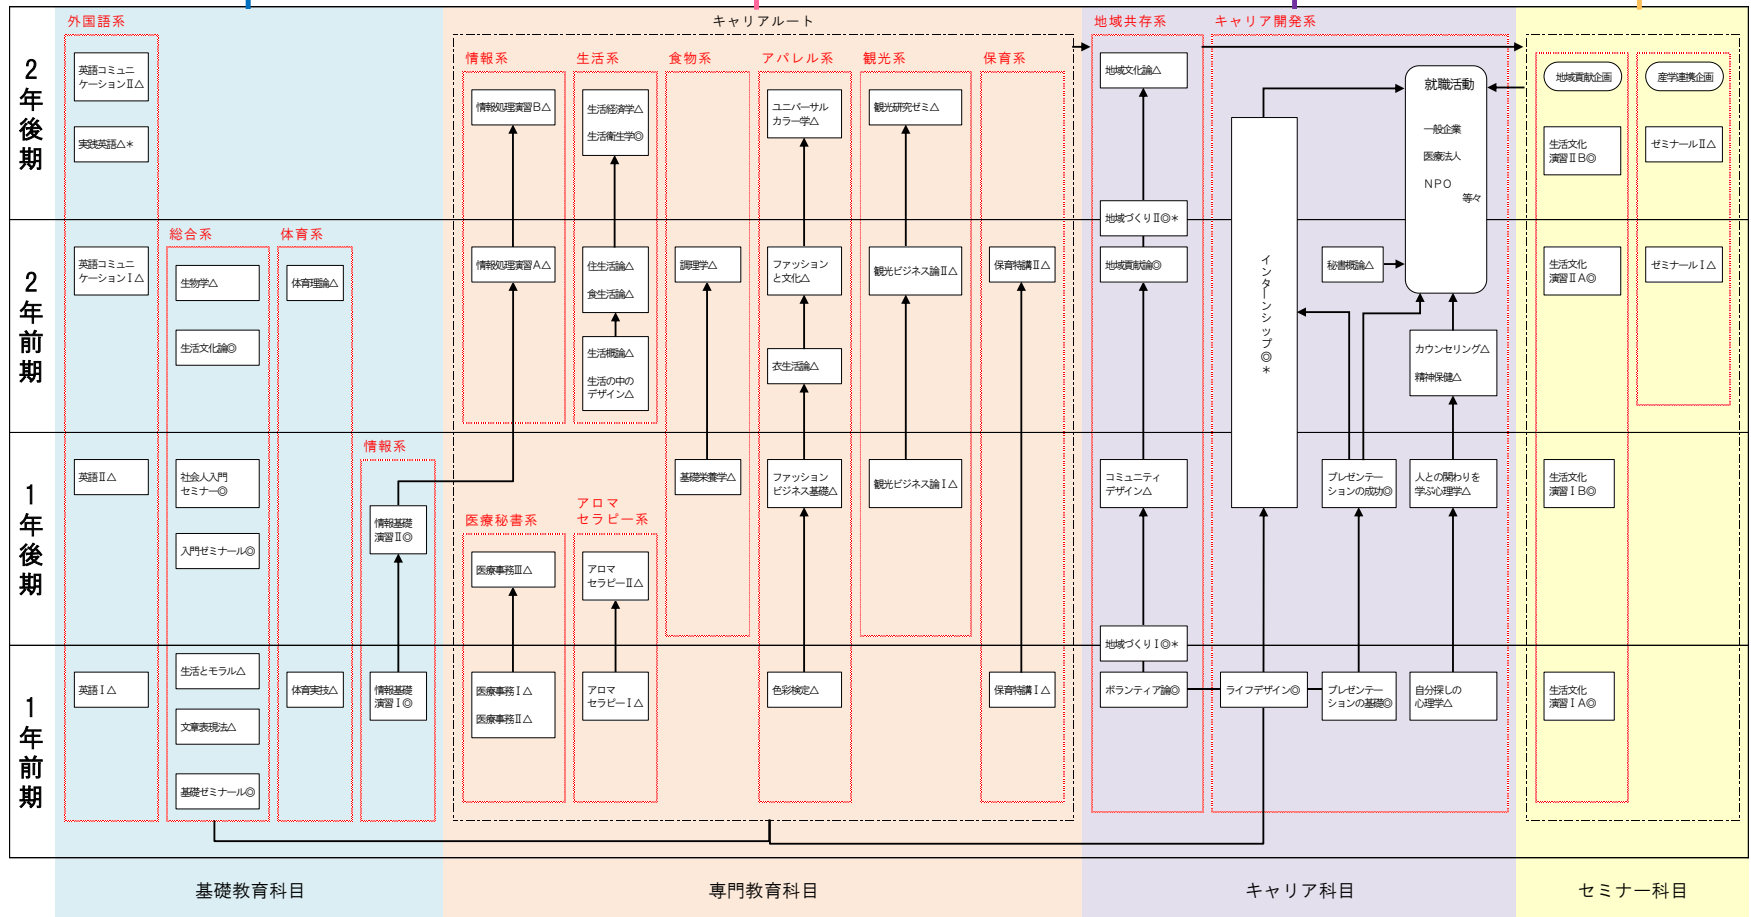 外国語系
キャリアルート
地域共存系
キャリア開発系
情報系
生活系
食物系
アパレル系
観光系
保育系
2年後期
英語コミュニ
ケーションⅡ△
実践英語△＊
情報処理演習B△
生活経済学△
生活衛生学◎
ユニバーサル
カラー学△
観光研究ゼミ△
地域文化論△
就職活動
一般企業
医療法人
NPO
等々
地域貢献企画
産学連携企画
生活文化
演習ⅡB◎
ゼミナールⅡ△
地域づくりⅡ◎＊
2年前期
総合系
体育系
英語コミュニ
ケーションⅠ△
生物学△
体育理論△
生活文化論◎
情報処理演習A△
住生活論△
食生活論△
生活概論△
生活の中の
デザイン△
調理学△
ファッション
と文化△
衣生活論△
観光ビジネス論Ⅱ△
保育特講Ⅱ△
地域貢献論◎
インターンシップ◎＊
秘書概論△
カウンセリング△
精神保健△
生活文化
演習ⅡA◎
ゼミナールⅠ△
1年後期
情報系
英語Ⅱ△
社会人入門
セミナー◎
入門ゼミナール◎
情報基礎
演習Ⅱ◎
医療秘書系
アロマ
セラピー系
医療事務Ⅲ△
アロマ
セラピーⅡ△
基礎栄養学△
ファッション
ビジネス基礎△
観光ビジネス論Ⅰ△
コミュニティ
デザイン△
プレゼンテー
ションの成功◎
人との関わりを
学ぶ心理学△
生活文化
演習ⅠB◎
地域づくりⅠ◎＊
1年前期
英語Ⅰ△
生活とモラル△
文章表現法△
基礎ゼミナール◎
体育実技△
情報基礎
演習Ⅰ◎
医療事務Ⅰ△
医療事務Ⅱ△
アロマ
セラピーⅠ△
色彩検定△
保育特講Ⅰ△
ボランティア論◎
ライフデザイン◎
プレゼンテー
ションの基礎◎
自分探しの
心理学△
生活文化
演習ⅠA◎
基礎教育科目
専門教育科目
キャリア科目
セミナー科目